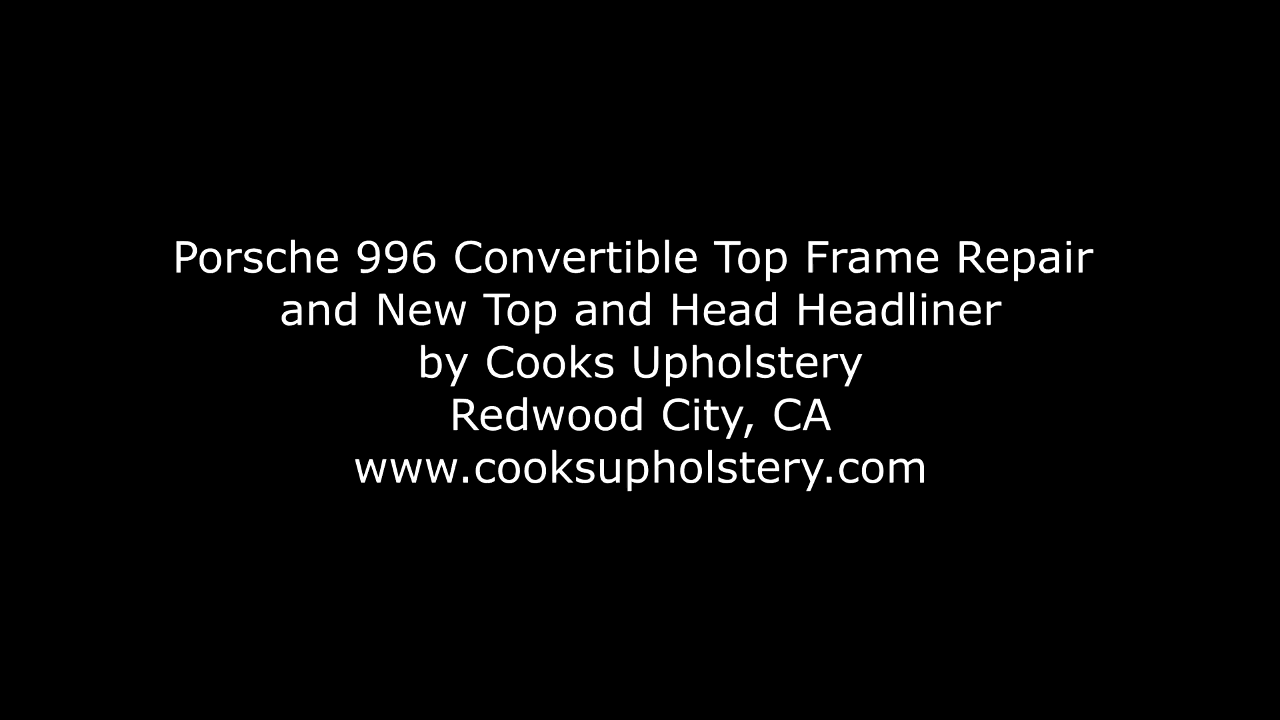 Porsche 996 Convertible Top Frame Repair
and New Top and Head Headliner
by Cooks Upholstery
Redwood City, CA
www.cooksupholstery.com